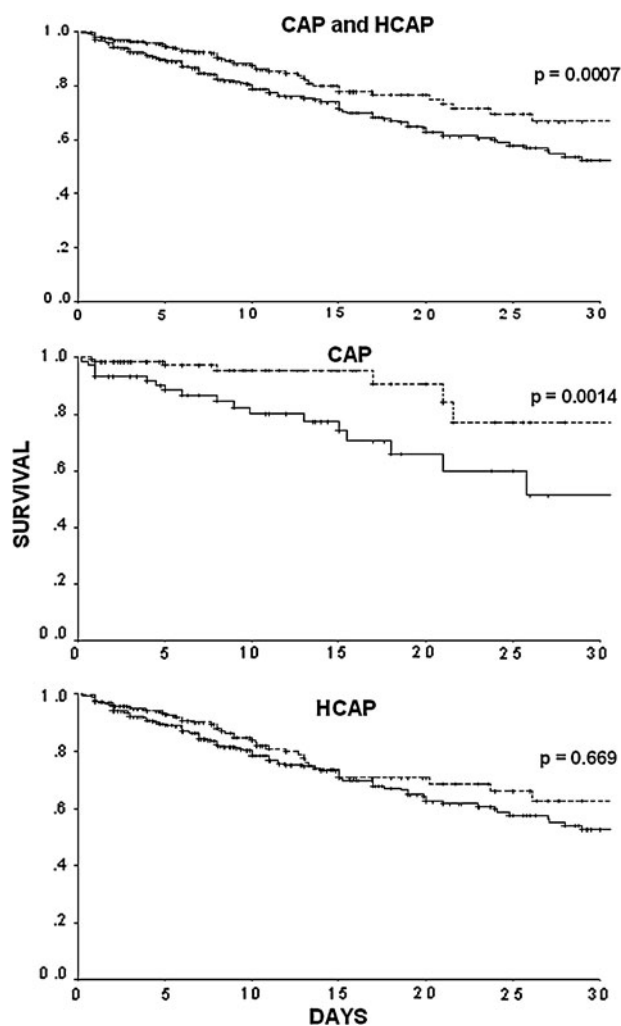 CAP and HCAP
1 .0
p = 0.0007
.8
.6
.4
.2
0 .0
0 5 10 15 20 25 30
CAP
1 .0
p = 0.0014
.8
.6
.4
.2
0 .0
0 5 10 15 20 25 30
SURVIVAL
HCAP
1 .0
p = 0.669
.8
.6
.4
.2
0 .0
0 5 10 15 20 25 30
DAYS